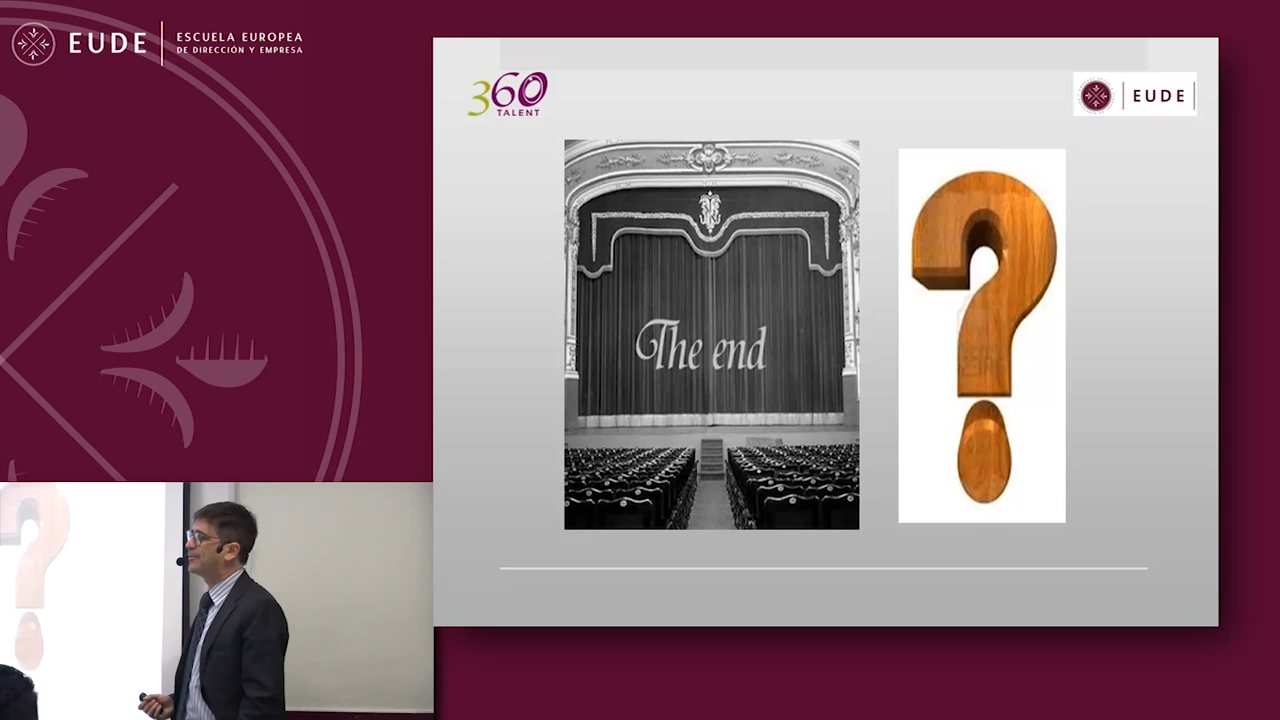 EUDE
ESCUELA EUROPEA
DE DIRECCIÓN Y EMPRESA
360
TALENT
EUDE
The end
?